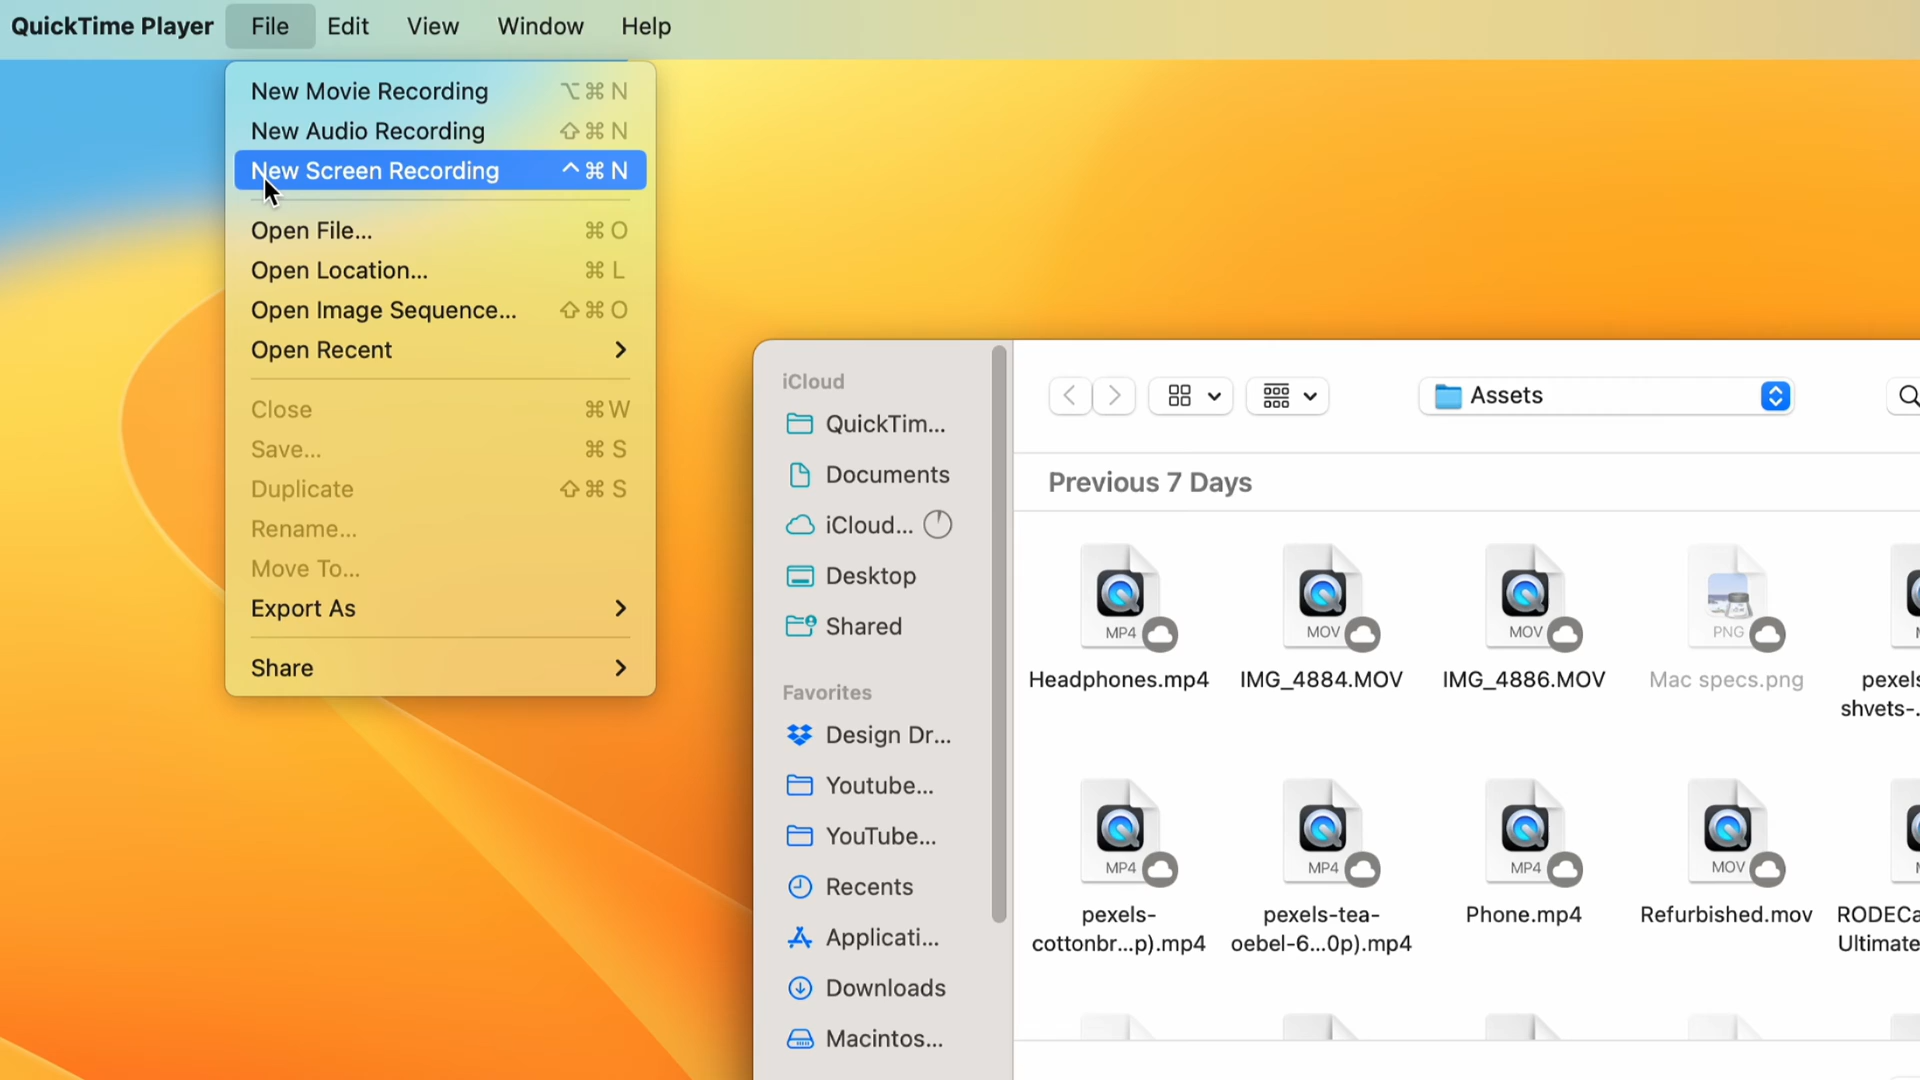 QuickTime Player File Edit View Window Help
New Movie Recording ⌥⌘N
New Audio Recording ⇧⌘N
New Screen Recording ^⌘N
Open File... ⌘O
Open Location... ⌘L
Open Image Sequence... ⇧⌘O
Open Recent
Close ⌘W
Save... ⌘S
Duplicate ⇧⌘S
Rename...
Move To...
Export As
Share
iCloud
QuickTim...
Documents
iCloud...
Desktop
Shared
Favorites
Design Dr...
Youtube...
YouTube...
Recents
Applicati...
Downloads
Macintos...
Assets
Previous 7 Days
MP4 MOV MOV PNG
Headphones.mp4 IMG_4884.MOV IMG_4886.MOV Mac specs.png pexels
shvets-.
MP4 MP4 MP4 MOV
pexels- pexels-tea- Phone.mp4 Refurbished.mov RODECa
cottonbr...p).mp4 oebel-6...0p).mp4 Ultimate